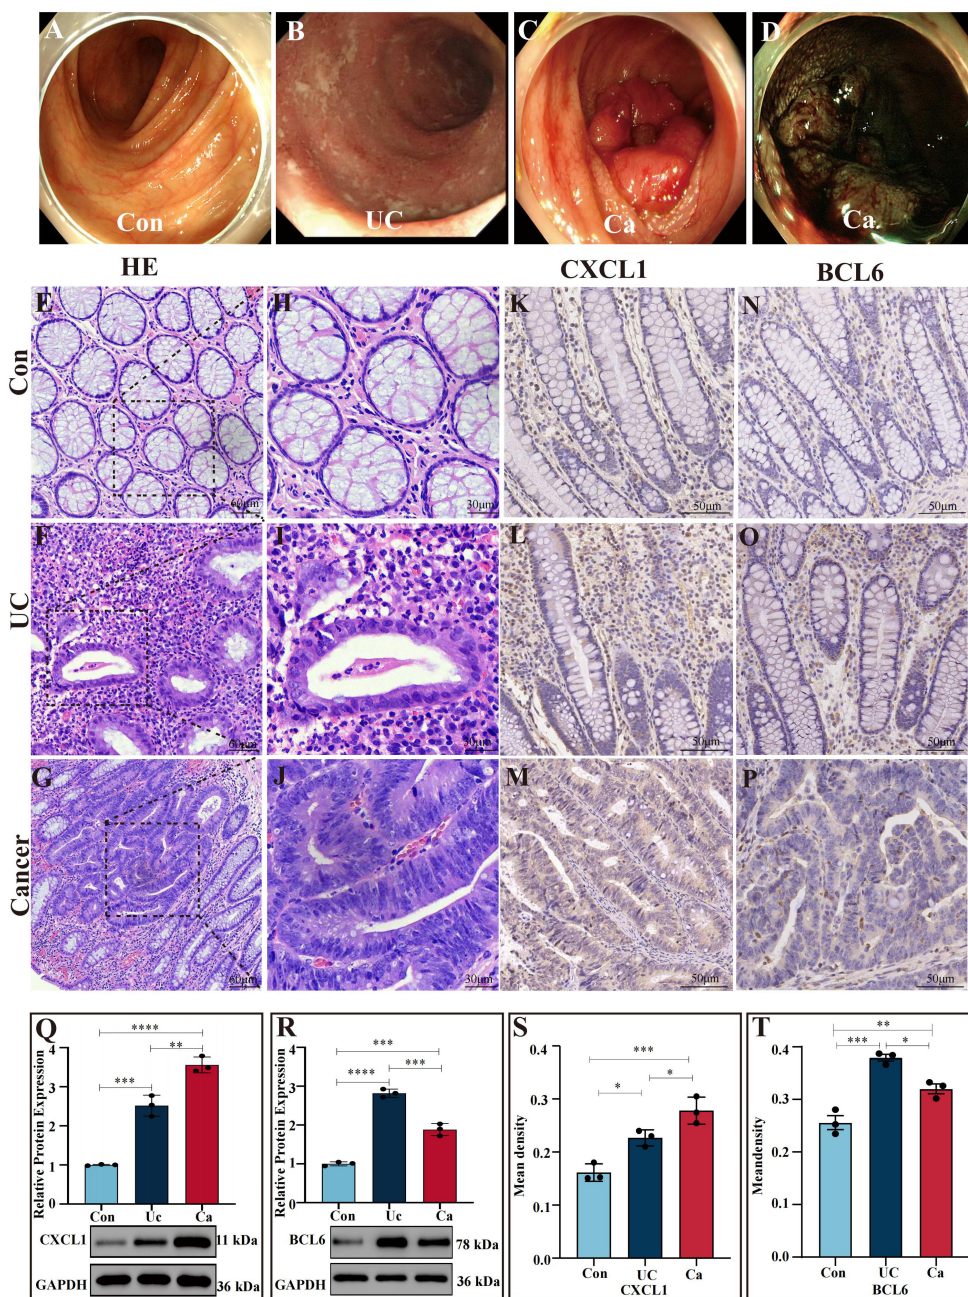 A B C D
Con UC Ca Ca
HE CXCL1 BCL6
Con
E H K N
60μm 30μm 50μm 50μm
UC
F I L O
60μm 30μm 50μm 50μm
Cancer
G J M P
60μm 30μm 50μm 50μm
Q
Relative Protein Expression
4
3
2
1
0
****
**
***
Con Uc Ca
CXCL1 11 kDa
GAPDH 36 kDa
R
Relative Protein Expression
4
3
2
1
0
***
**** ***
Con Uc Ca
BCL6 78 kDa
GAPDH 36 kDa
S
Mean density
0.4
0.3
0.2
0.1
0.0
***
*
*
Con UC Ca
CXCL1
T
Meandensity
0.4
0.3
0.2
0.1
0.0
**
*** *
Con UC Ca
BCL6